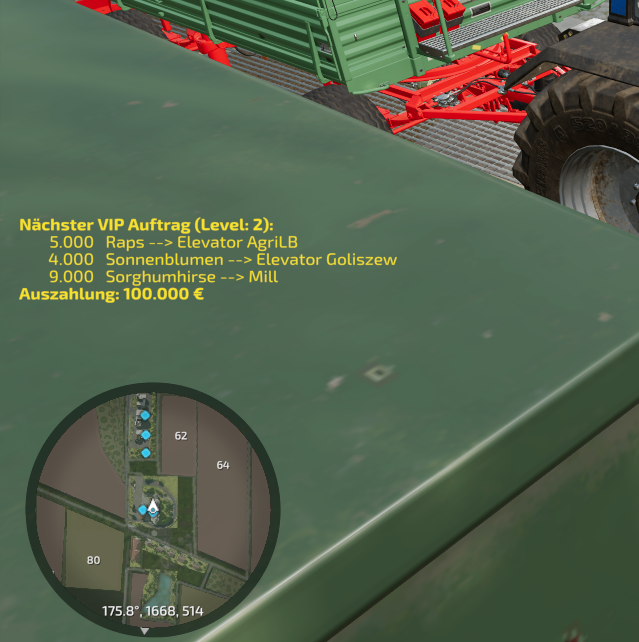 Nächster VIP Auftrag (Level: 2):
5.000 Raps --> Elevator AgriLB
4.000 Sonnenblumen --> Elevator Goliszew
9.000 Sorghumhirse --> Mill
Auszahlung: 100.000 €
62
64
80
175.8°, 1668, 514